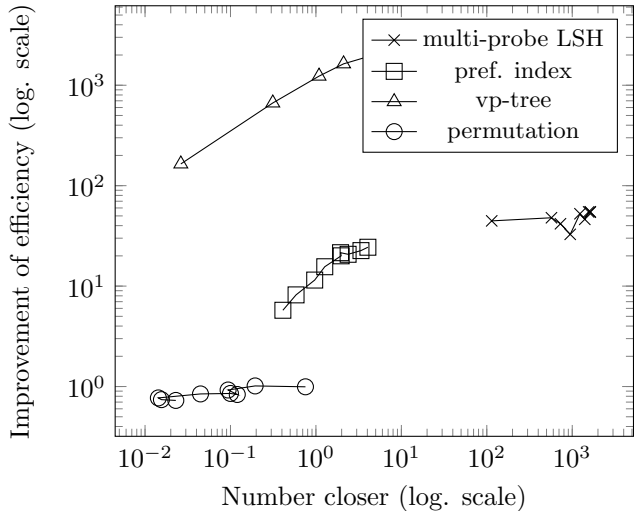 multi-probe LSH
pref. index
vp-tree
permutation
Improvement of efficiency (log. scale)
10^3
10^2
10^1
10^0
10^−2 10^−1 10^0 10^1 10^2 10^3
Number closer (log. scale)